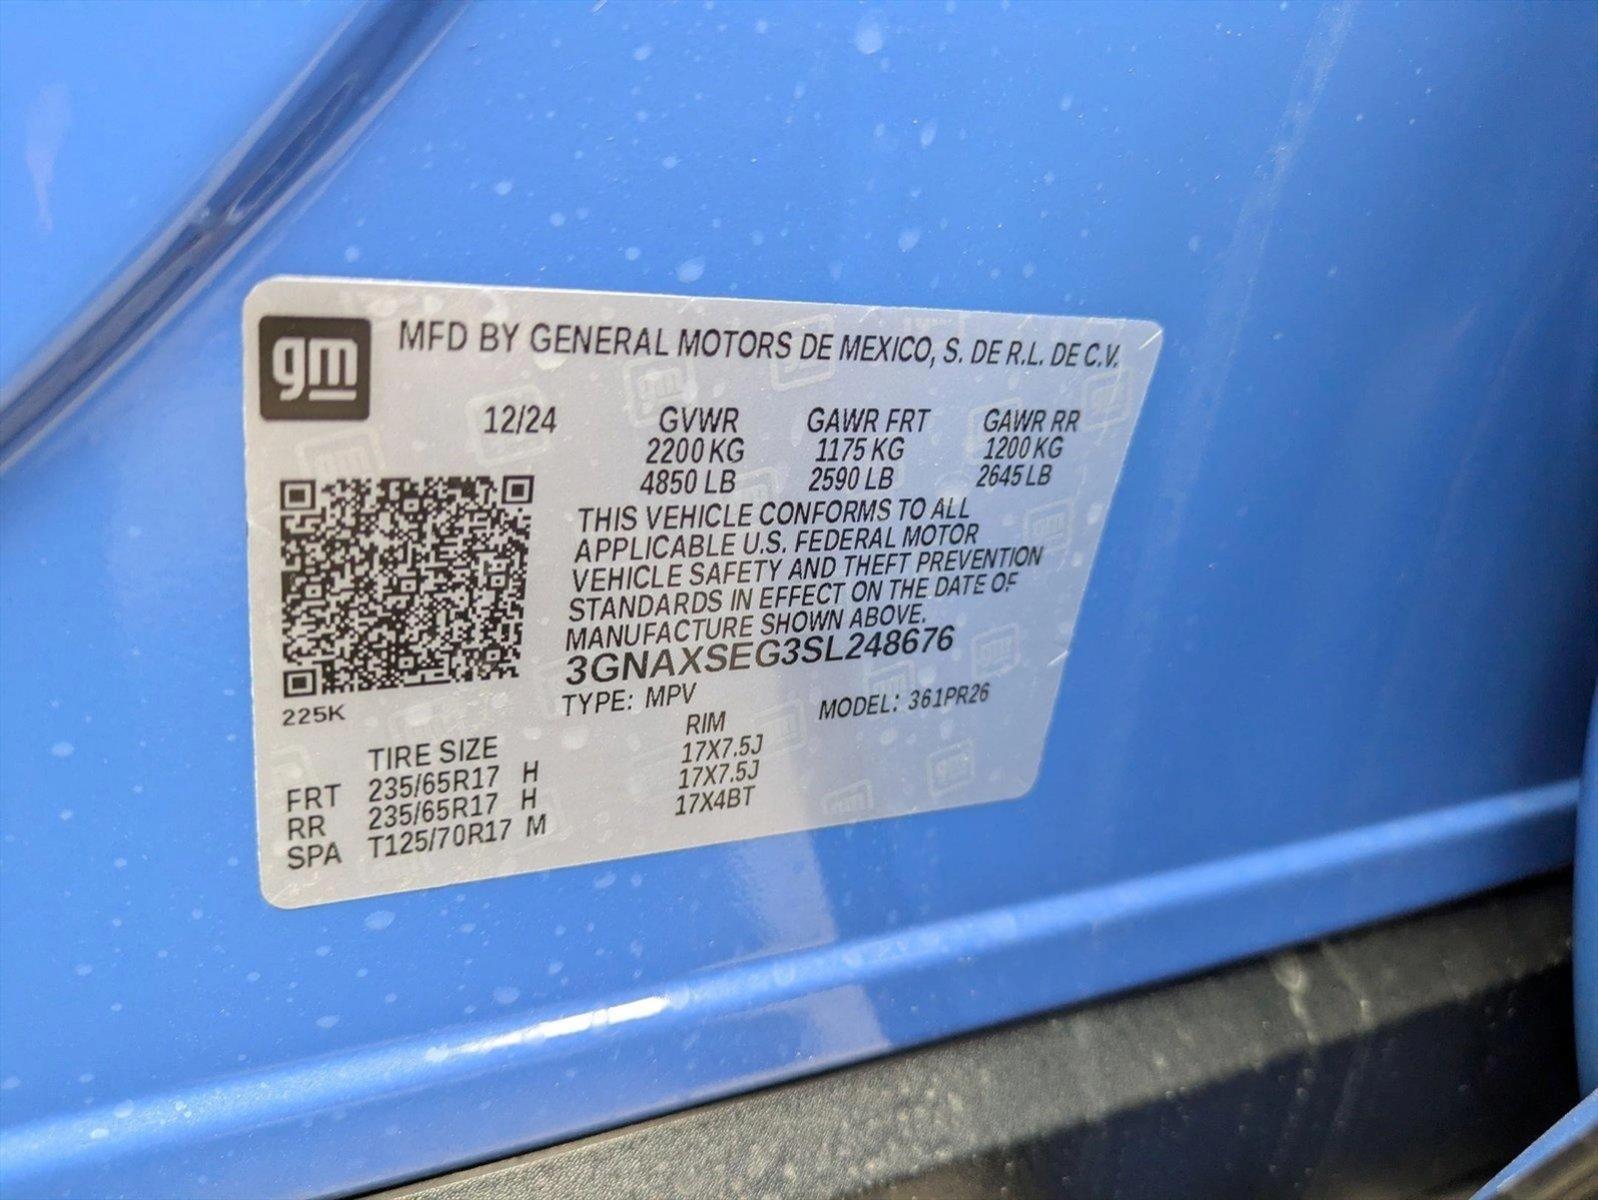 gm
MFD BY GENERAL MOTORS DE MEXICO, S. DE R.L. DE C.V.
12/24 GVWR GAWR FRT GAWR RR
2200 KG 1175 KG 1200 KG
4850 LB 2590 LB 2645 LB
THIS VEHICLE CONFORMS TO ALL
APPLICABLE U.S. FEDERAL MOTOR
VEHICLE SAFETY AND THEFT PREVENTION
STANDARDS IN EFFECT ON THE DATE OF
MANUFACTURE SHOWN ABOVE.
3GNAXSEG3SL248676
TYPE: MPV MODEL: 361PR26
225K
TIRE SIZE RIM
FRT 235/65R17 H 17X7.5J
RR 235/65R17 H 17X7.5J
SPA T125/70R17 M 17X4BT